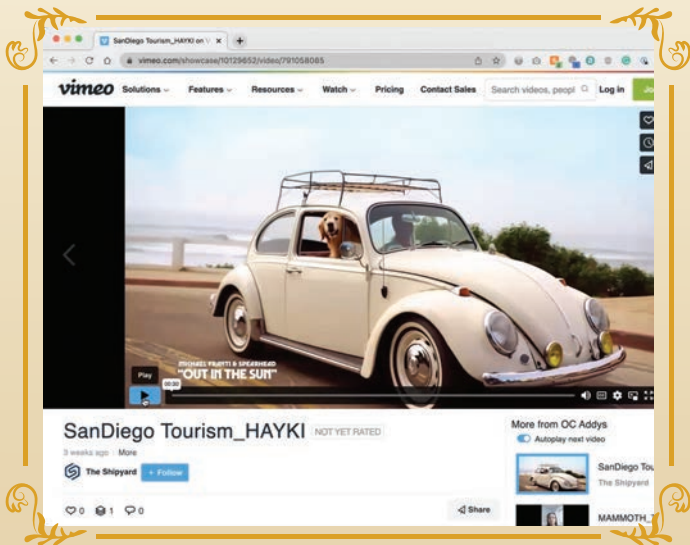 SanDiego Tourism_HAYKI on V
vimeo.com/showcase/10129652/video/791058065
vimeo Solutions Features Resources Watch Pricing Contact Sales Search videos, peopl Log in Jo
MICHAEL FRANTI & SPEARHEAD
"OUT IN THE SUN"
Play
00:00
SanDiego Tourism_HAYKI NOT YET RATED
3 weeks ago More
The Shipyard + Follow
0 1 0
Share
More from OC Addys
Autoplay next video
SanDiego Tou
The Shipyard
MAMMOTH_T